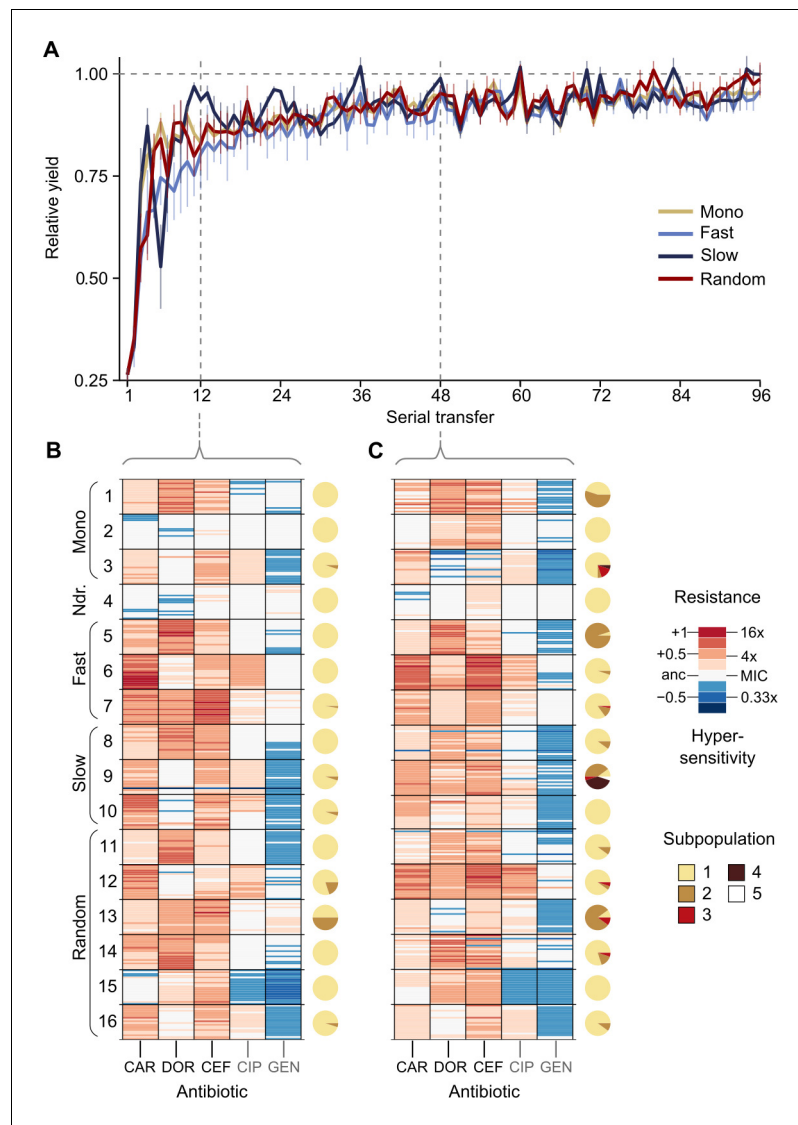 A
1.00
0.75
0.50
0.25
Relative yield
Mono
Fast
Slow
Random
1 12 24 36 48 60 72 84 96
Serial transfer
B
C
Mono
1
2
3
Ndr.
4
Fast
5
6
7
Slow
8
9
10
Random
11
12
13
14
15
16
CAR DOR CEF CIP GEN
Antibiotic
CAR DOR CEF CIP GEN
Antibiotic
Resistance
+1 16x
+0.5 4x
anc MIC
−0.5 0.33x
Hyper-
sensitivity
Subpopulation
1 4
2 5
3